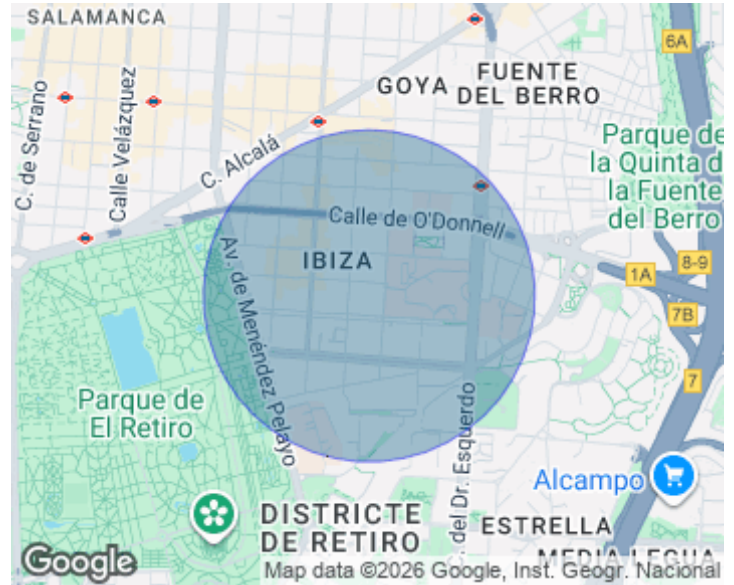 SALAMANCA
6A
GOYA
FUENTE
DEL BERRO
C. de Serrano
Calle Velázquez
C. Alcalá
Parque de
la Quinta d
la Fuente
del Berro
Calle de O'Donnell
IBIZA
8-9
1A
7B
7
Av. de Menéndez Pelayo
Parque de
El Retiro
C. del Dr. Esquerdo
Alcampo
DISTRICTE
DE RETIRO
ESTRELLA
MEDIA LEGUA
Google
Map data ©2026 Google, Inst. Geogr. Nacional